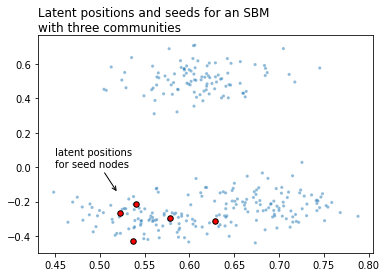 Latent positions and seeds for an SBM
with three communities
0.6
0.4
0.2
0.0
−0.2
−0.4
latent positions
for seed nodes
0.45 0.50 0.55 0.60 0.65 0.70 0.75 0.80